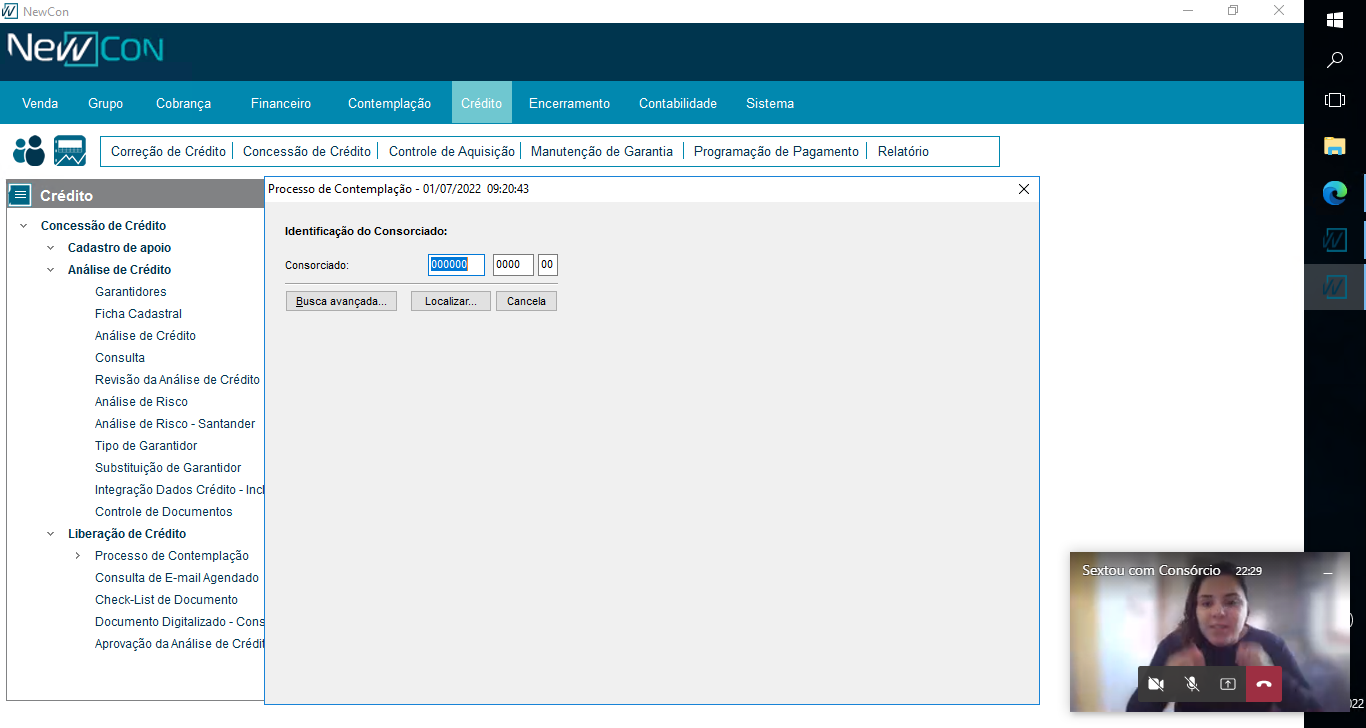 NewCon
NewCon
Venda Grupo Cobrança Financeiro Contemplação Crédito Encerramento Contabilidade Sistema
Correção de Crédito Concessão de Crédito Controle de Aquisição Manutenção de Garantia Programação de Pagamento Relatório
Crédito
Concessão de Crédito
Cadastro de apoio
Análise de Crédito
Garantidores
Ficha Cadastral
Análise de Crédito
Consulta
Revisão da Análise de Crédito
Análise de Risco
Análise de Risco - Santander
Tipo de Garantidor
Substituição de Garantidor
Integração Dados Crédito - Incl
Controle de Documentos
Liberação de Crédito
Processo de Contemplação
Consulta de E-mail Agendado
Check-List de Documento
Documento Digitalizado - Cons
Aprovação da Análise de Crédit
Processo de Contemplação - 01/07/2022 09:20:43
Identificação do Consorciado:
Consorciado: 000000 0000 00
Busca avançada... Localizar... Cancela
Sextou com Consórcio 22:29
022